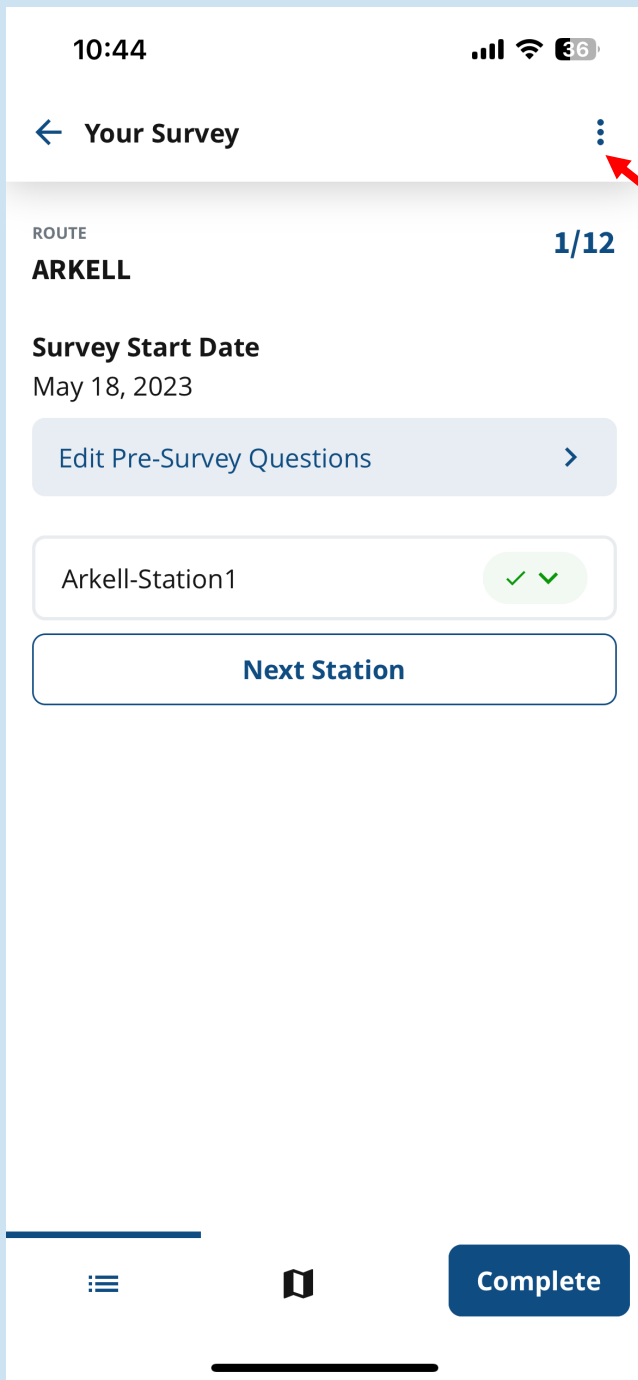 10:44
36
Your Survey
ROUTE
1/12
ARKELL
Survey Start Date
May 18, 2023
Edit Pre-Survey Questions
Arkell-Station1
Next Station
Complete